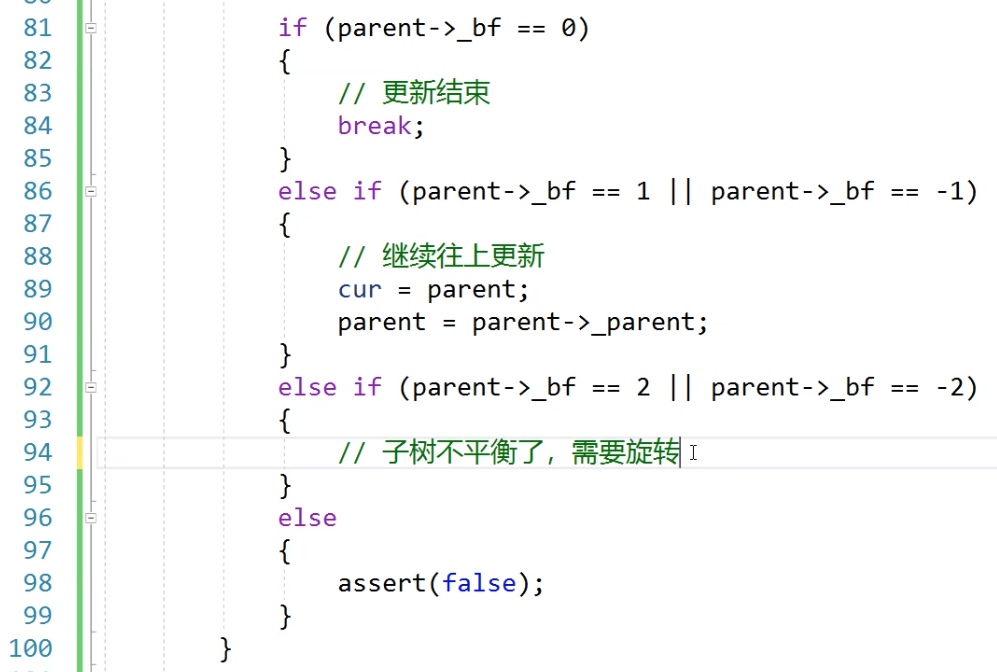 81 if (parent->_bf == 0)
82 {
83 // 更新结束
84 break;
85 }
86 else if (parent->_bf == 1 || parent->_bf == -1)
87 {
88 // 继续往上更新
89 cur = parent;
90 parent = parent->_parent;
91 }
92 else if (parent->_bf == 2 || parent->_bf == -2)
93 {
94 // 子树不平衡了，需要旋转
95 }
96 else
97 {
98 assert(false);
99 }
100 }